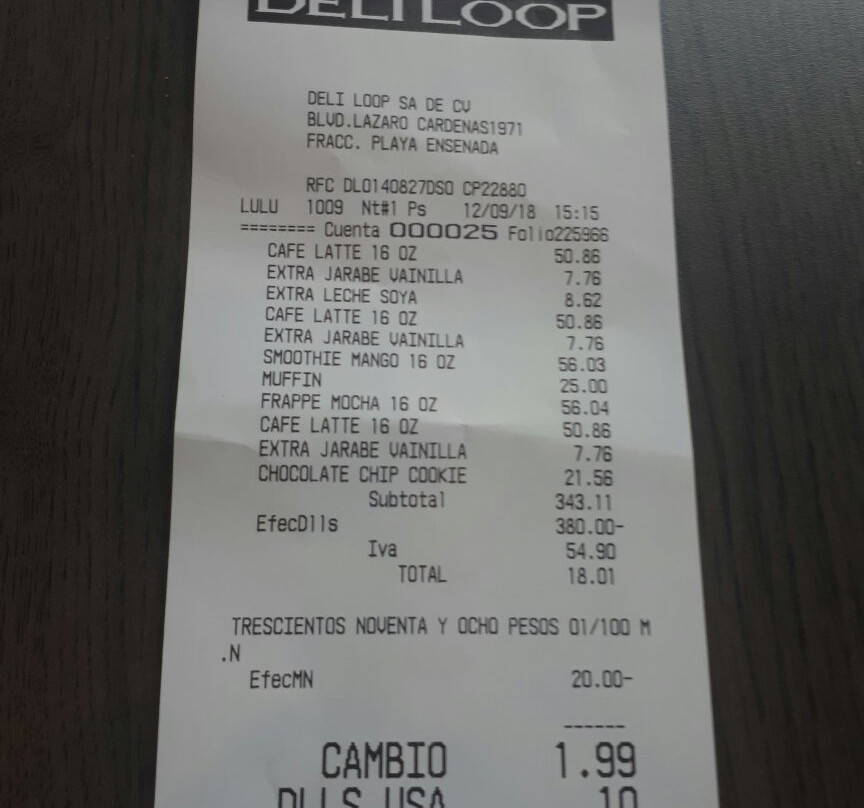 DELI LOOP
DELI LOOP SA DE CV
BLVD.LAZARO CARDENAS1971
FRACC. PLAYA ENSENADA
RFC DLO140827DS0 CP22880
LULU 1009 Nt#1 Ps 12/09/18 15:15
======== Cuenta 000025 Folio225966
CAFE LATTE 16 OZ 50.86
EXTRA JARABE VAINILLA 7.76
EXTRA LECHE SOYA 8.62
CAFE LATTE 16 OZ 50.86
EXTRA JARABE VAINILLA 7.76
SMOOTHIE MANGO 16 OZ 56.03
MUFFIN 25.00
FRAPPE MOCHA 16 OZ 56.04
CAFE LATTE 16 OZ 50.86
EXTRA JARABE VAINILLA 7.76
CHOCOLATE CHIP COOKIE 21.56
Subtotal 343.11
EfecDlls 380.00-
Iva 54.90
TOTAL 18.01
TRESCIENTOS NOVENTA Y OCHO PESOS 01/100 M
.N
EfecMN 20.00-
------
CAMBIO 1.99
DLLS USA 10